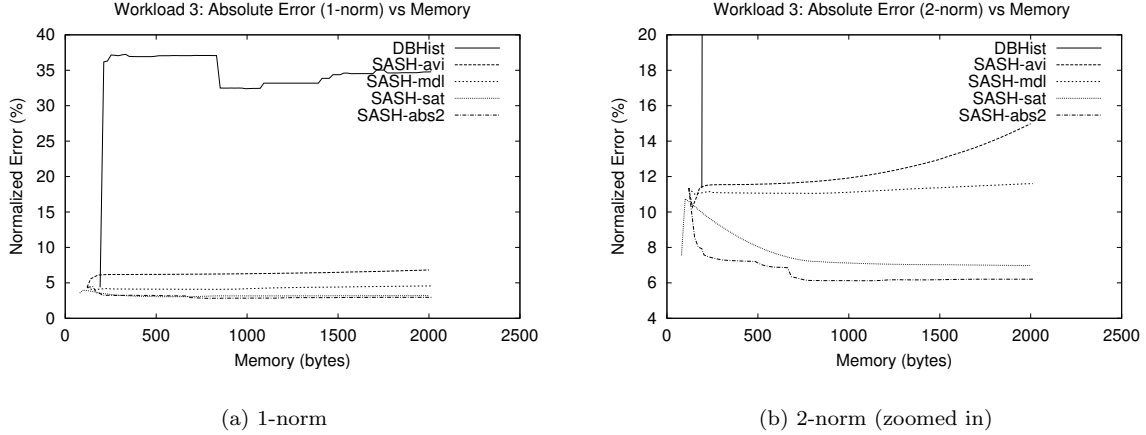 Workload 3: Absolute Error (1-norm) vs Memory
40
35
30
25
20
15
10
5
0
Normalized Error (%)
DBHist
SASH-avi
SASH-mdl
SASH-sat
SASH-abs2
0 500 1000 1500 2000 2500
Memory (bytes)
(a) 1-norm
Workload 3: Absolute Error (2-norm) vs Memory
20
18
16
14
12
10
8
6
4
Normalized Error (%)
DBHist
SASH-avi
SASH-mdl
SASH-sat
SASH-abs2
0 500 1000 1500 2000 2500
Memory (bytes)
(b) 2-norm (zoomed in)